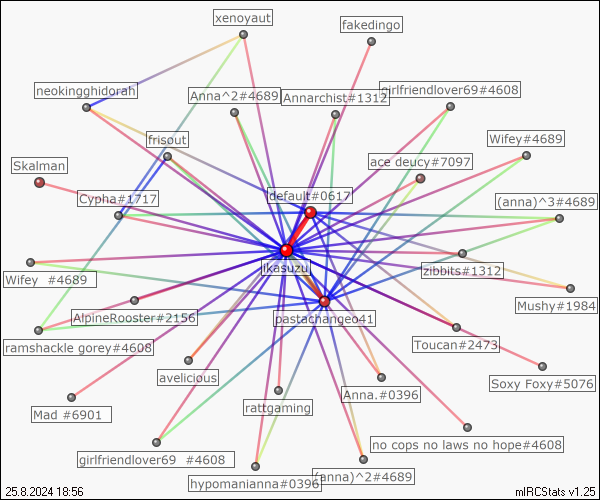 xenoyaut
fakedingo
neokingghidorah
Anna^2#4689
Annarchist#1312
girlfriendlover69#4608
frisout
Wifey#4689
Skalman
ace deucy#7097
Cypha#1717
default#0617
(anna)^3#4689
jikasuzu
Wifey #4689
zibbits#1312
Mushy#1984
AlpineRooster#2156
pastachangeo41
ramshackle gorey#4608
Toucan#2473
avelicious
Soxy Foxy#5076
Anna.#0396
Mad #6901
rattgaming
no cops no laws no hope#4608
girlfriendlover69 #4608
(anna)^2#4689
hypomanianna#0396
25.8.2024 18:56
mIRCStats v1.25